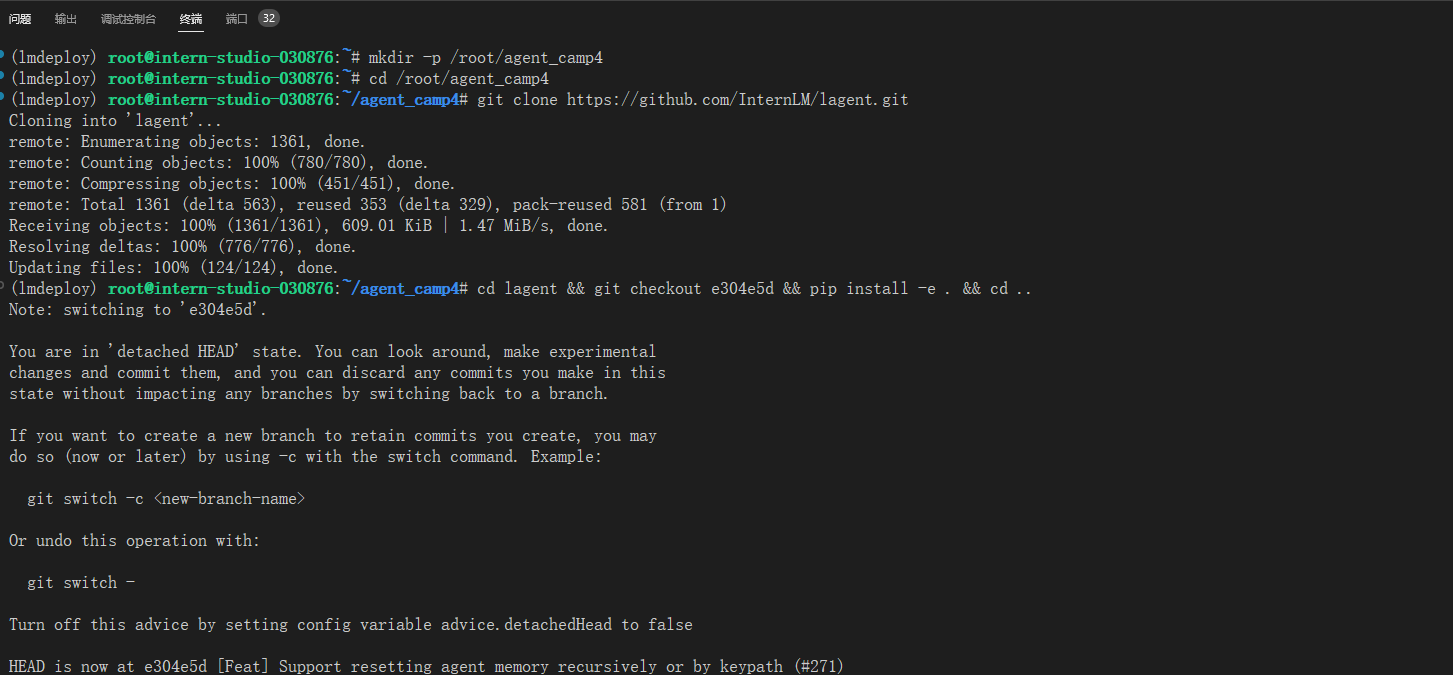 问题 输出 调试控制台 终端 端口 32
(lmdeploy) root@intern-studio-030876:~# mkdir -p /root/agent_camp4
(lmdeploy) root@intern-studio-030876:~# cd /root/agent_camp4
(lmdeploy) root@intern-studio-030876:~/agent_camp4# git clone https://github.com/InternLM/lagent.git
Cloning into 'lagent'...
remote: Enumerating objects: 1361, done.
remote: Counting objects: 100% (780/780), done.
remote: Compressing objects: 100% (451/451), done.
remote: Total 1361 (delta 563), reused 353 (delta 329), pack-reused 581 (from 1)
Receiving objects: 100% (1361/1361), 609.01 KiB | 1.47 MiB/s, done.
Resolving deltas: 100% (776/776), done.
Updating files: 100% (124/124), done.
(lmdeploy) root@intern-studio-030876:~/agent_camp4# cd lagent && git checkout e304e5d && pip install -e . && cd ..
Note: switching to 'e304e5d'.
You are in 'detached HEAD' state. You can look around, make experimental
changes and commit them, and you can discard any commits you make in this
state without impacting any branches by switching back to a branch.
If you want to create a new branch to retain commits you create, you may
do so (now or later) by using -c with the switch command. Example:
git switch -c <new-branch-name>
Or undo this operation with:
git switch -
Turn off this advice by setting config variable advice.detachedHead to false
HEAD is now at e304e5d [Feat] Support resetting agent memory recursively or by keypath (#271)